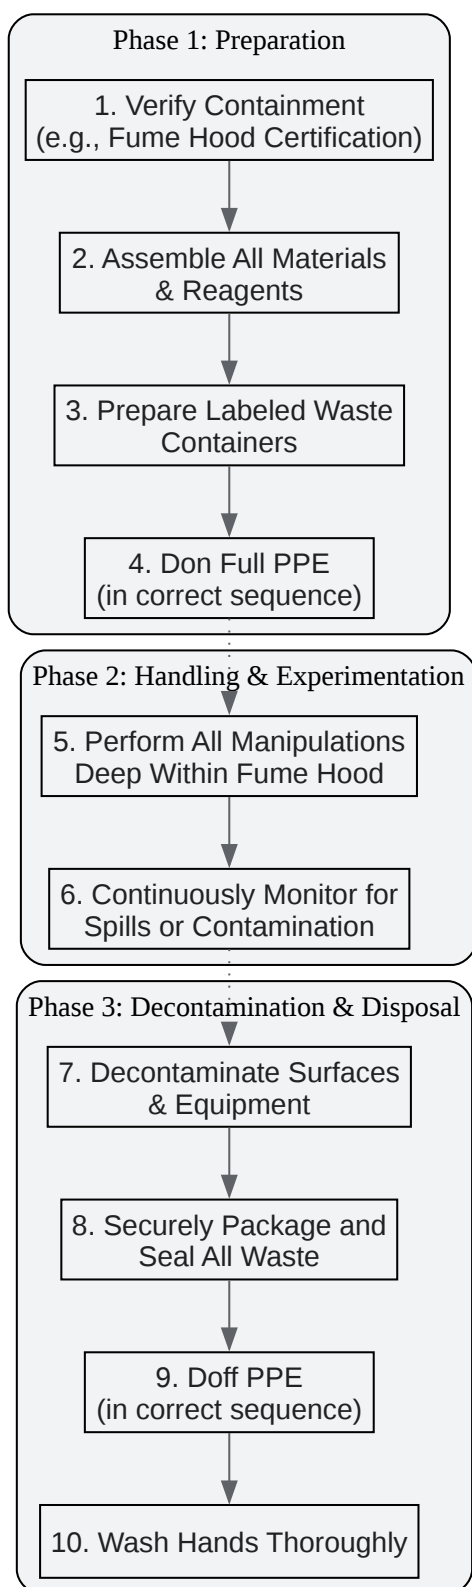 Phase 1: Preparation
1. Verify Containment
(e.g., Fume Hood Certification)
2. Assemble All Materials
& Reagents
3. Prepare Labeled Waste
Containers
4. Don Full PPE
(in correct sequence)
Phase 2: Handling & Experimentation
5. Perform All Manipulations
Deep Within Fume Hood
6. Continuously Monitor for
Spills or Contamination
Phase 3: Decontamination & Disposal
7. Decontaminate Surfaces
& Equipment
8. Securely Package and
Seal All Waste
9. Doff PPE
(in correct sequence)
10. Wash Hands Thoroughly